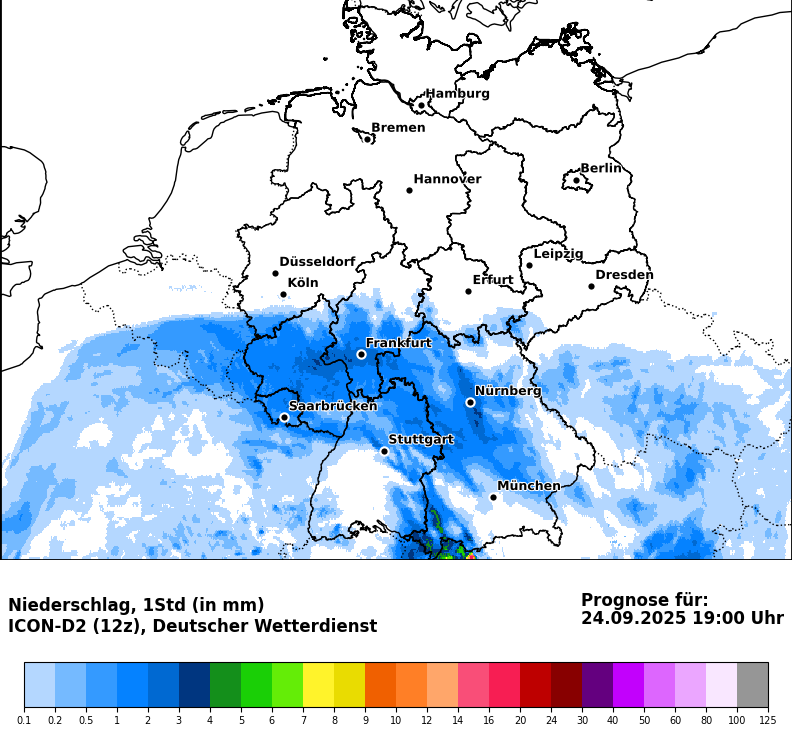 Hamburg
Bremen
Berlin
Hannover
Leipzig
Düsseldorf
Dresden
Köln
Erfurt
Frankfurt
Nürnberg
Saarbrücken
Stuttgart
München
Niederschlag, 1Std (in mm)
ICON-D2 (12z), Deutscher Wetterdienst
Prognose für:
24.09.2025 19:00 Uhr
0.1 0.2 0.5 1 2 3 4 5 6 7 8 9 10 12 14 16 20 24 30 40 50 60 80 100 125